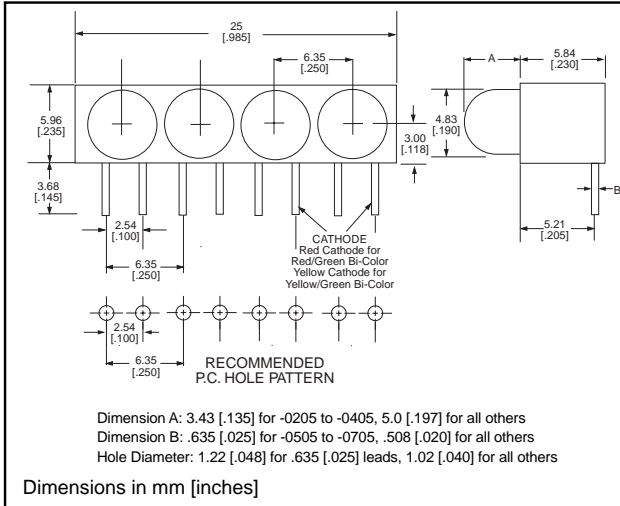 25
[.985]
6.35
[.250]
A
5.84
[.230]
5.96
[.235]
4.83
[.190]
3.00
[.118]
3.68
[.145]
B
2.54
[.100]
CATHODE
Red Cathode for
Red/Green Bi-Color
Yellow Cathode for
Yellow/Green Bi-Color
5.21
[.205]
6.35
[.250]
2.54
[.100]
6.35
[.250]
RECOMMENDED
P.C. HOLE PATTERN
Dimension A: 3.43 [.135] for -0205 to -0405, 5.0 [.197] for all others
Dimension B: .635 [.025] for -0505 to -0705, .508 [.020] for all others
Hole Diameter: 1.22 [.048] for .635 [.025] leads, 1.02 [.040] for all others
Dimensions in mm [inches]